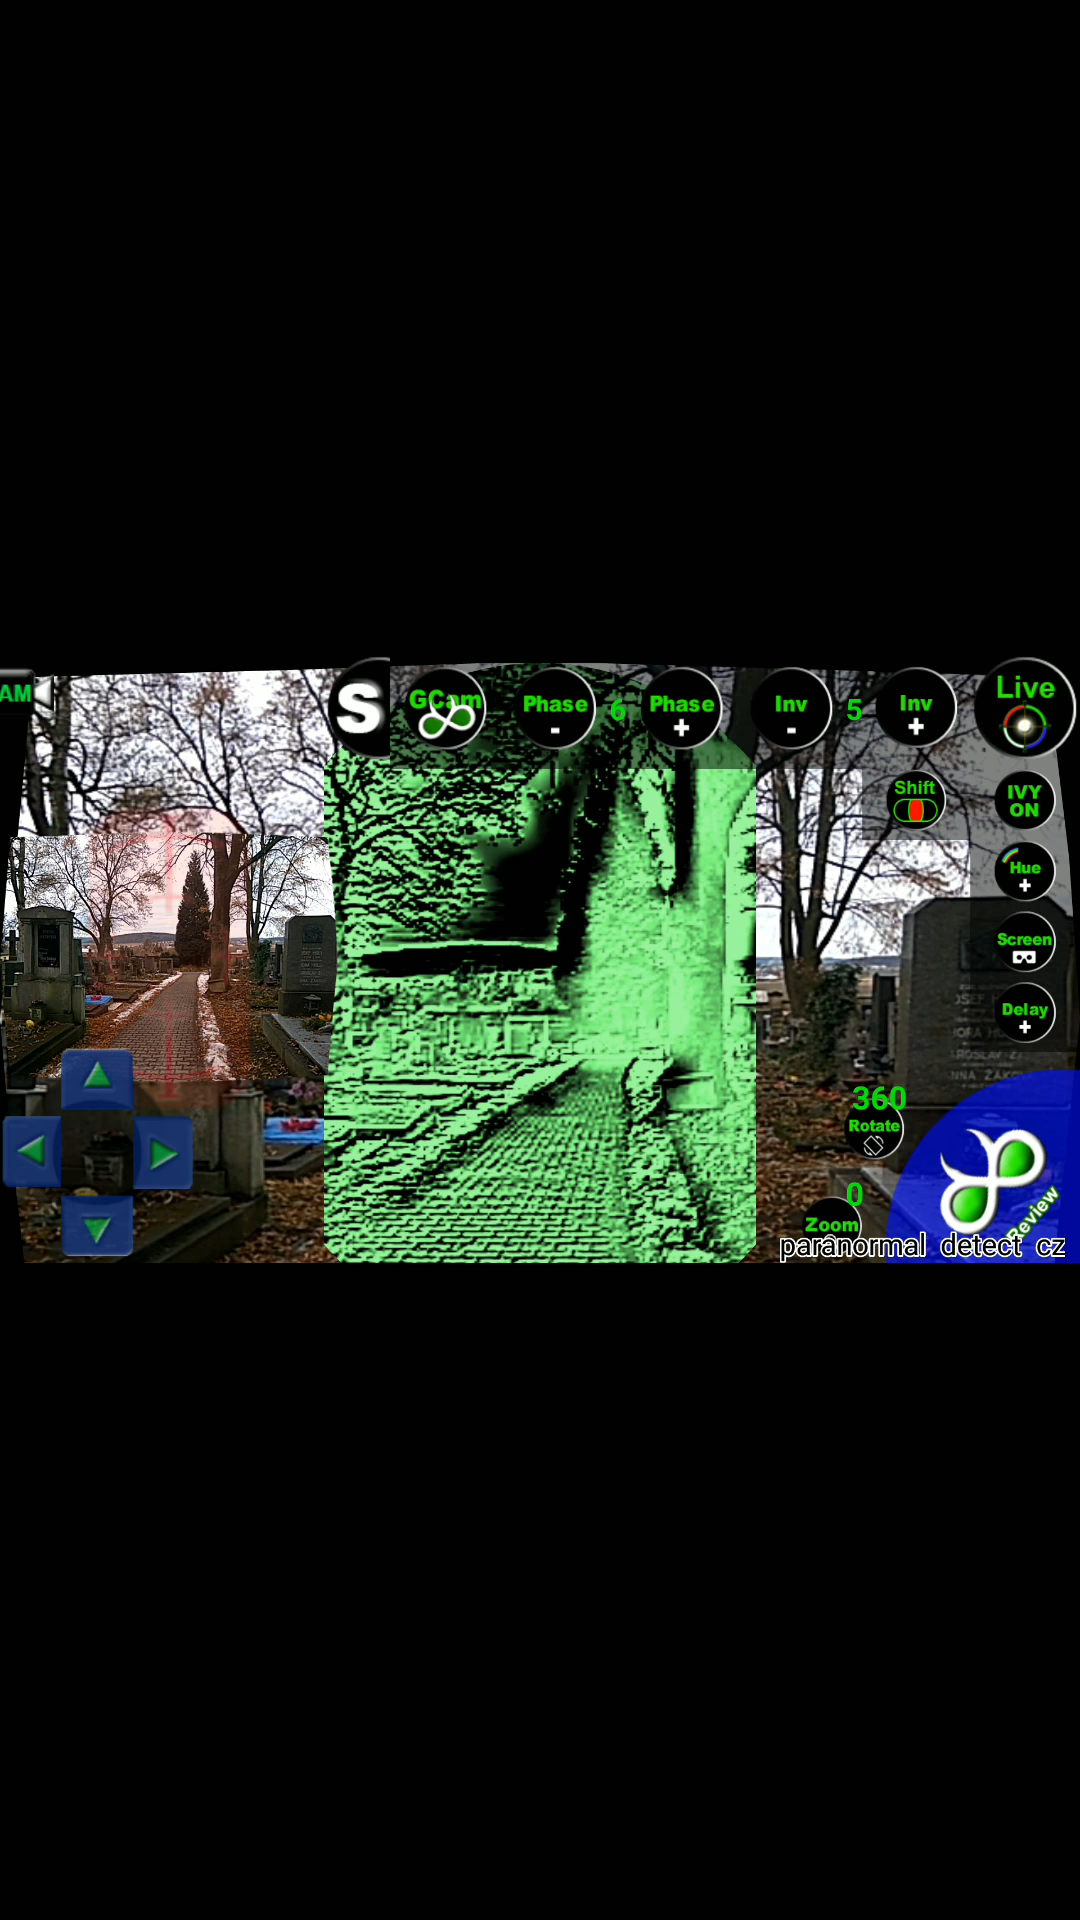 AM
S
GCam
Phase
-
6
Phase
+
Inv
-
5
Inv
+
Live
Shift
IVY
ON
Hue
+
Screen
Delay
+
360
Rotate
0
Zoom
Review
paranormal detect cz